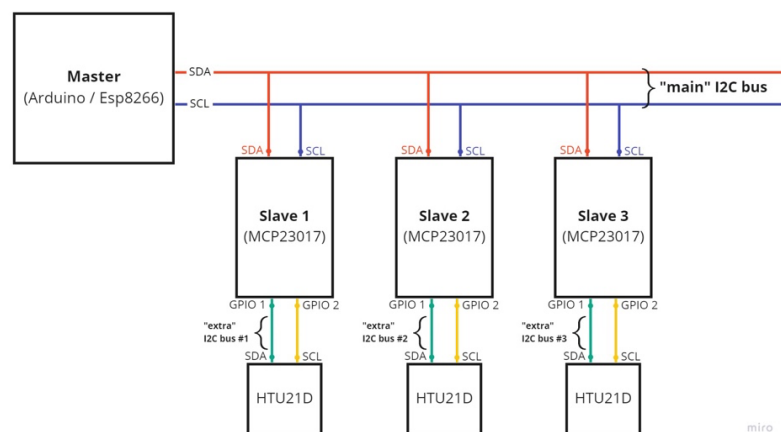 Master
(Arduino / Esp8266)
SDA
SCL
"main" I2C bus
SDA SCL
SDA SCL
SDA SCL
Slave 1
(MCP23017)
Slave 2
(MCP23017)
Slave 3
(MCP23017)
GPIO 1 GPIO 2
GPIO 1 GPIO 2
GPIO 1 GPIO 2
"extra"
I2C bus #1
"extra"
I2C bus #2
"extra"
I2C bus #3
SDA SCL
SDA SCL
SDA SCL
HTU21D
HTU21D
HTU21D
miro